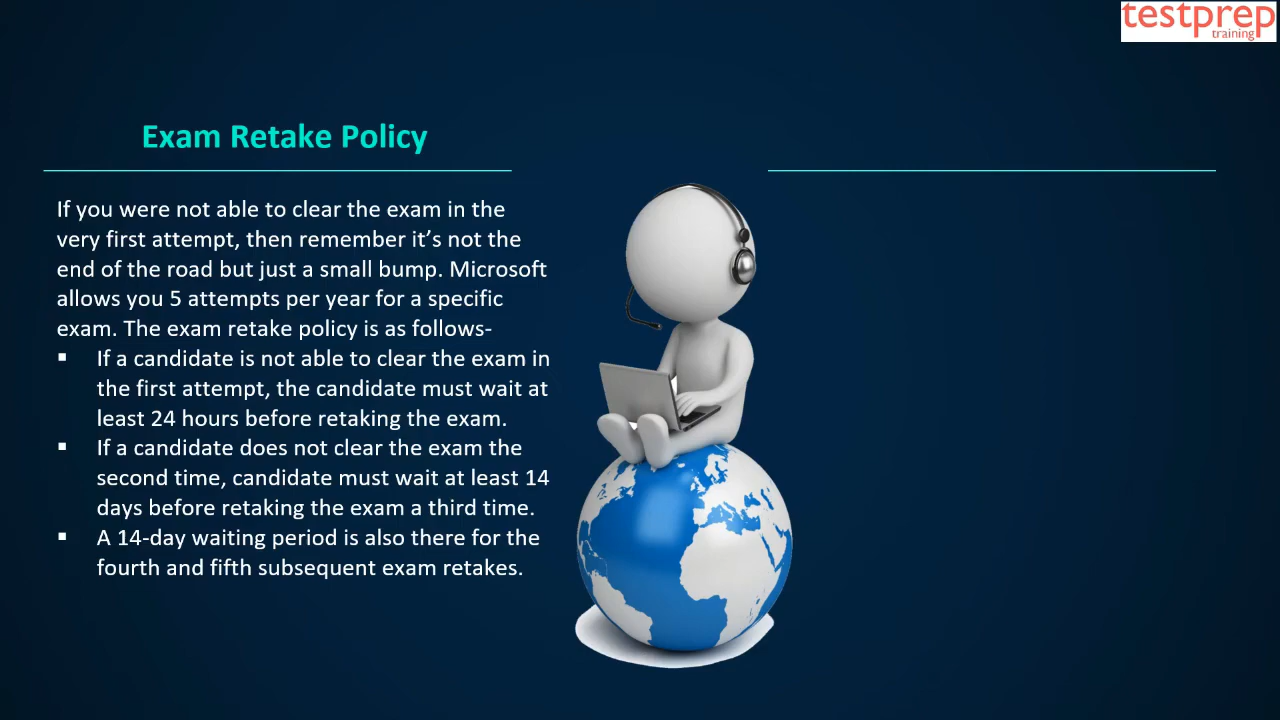 testprep
training
Exam Retake Policy
If you were not able to clear the exam in the
very first attempt, then remember it’s not the
end of the road but just a small bump. Microsoft
allows you 5 attempts per year for a specific
exam. The exam retake policy is as follows-
▪ If a candidate is not able to clear the exam in
the first attempt, the candidate must wait at
least 24 hours before retaking the exam.
▪ If a candidate does not clear the exam the
second time, candidate must wait at least 14
days before retaking the exam a third time.
▪ A 14-day waiting period is also there for the
fourth and fifth subsequent exam retakes.